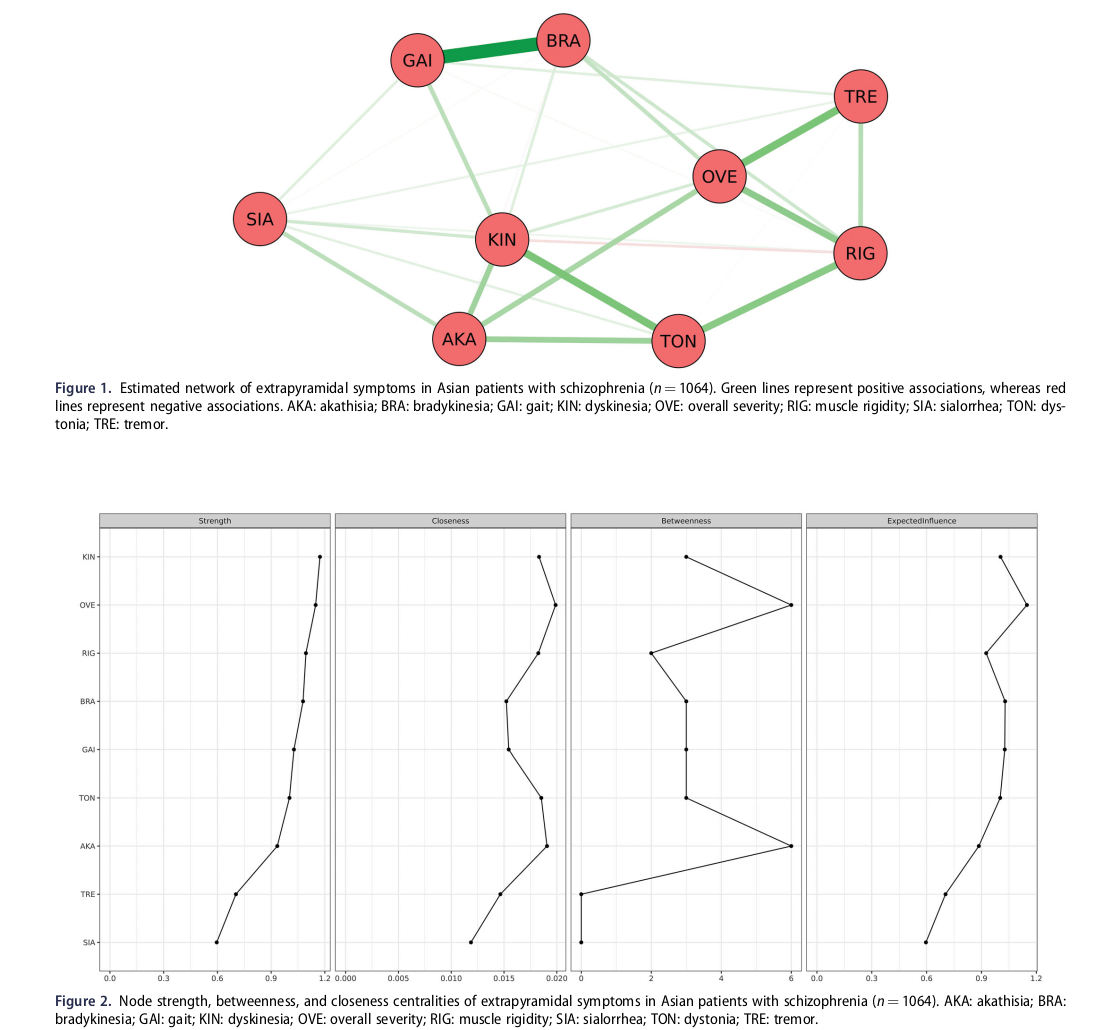 BRA
GAI
TRE
OVE
SIA
KIN
RIG
AKA
TON
Figure 1. Estimated network of extrapyramidal symptoms in Asian patients with schizophrenia (n = 1064). Green lines represent positive associations, whereas red
lines represent negative associations. AKA: akathisia; BRA: bradykinesia; GAI: gait; KIN: dyskinesia; OVE: overall severity; RIG: muscle rigidity; SIA: sialorrhea; TON: dys-
tonia; TRE: tremor.
Strength Closeness Betweenness ExpectedInfluence
KIN
OVE
RIG
BRA
GAI
TON
AKA
TRE
SIA
0.0 0.3 0.6 0.9 1.2 0.000 0.005 0.010 0.015 0.020 0 2 4 6 0.0 0.3 0.6 0.9 1.2
Figure 2. Node strength, betweenness, and closeness centralities of extrapyramidal symptoms in Asian patients with schizophrenia (n = 1064). AKA: akathisia; BRA:
bradykinesia; GAI: gait; KIN: dyskinesia; OVE: overall severity; RIG: muscle rigidity; SIA: sialorrhea; TON: dystonia; TRE: tremor.